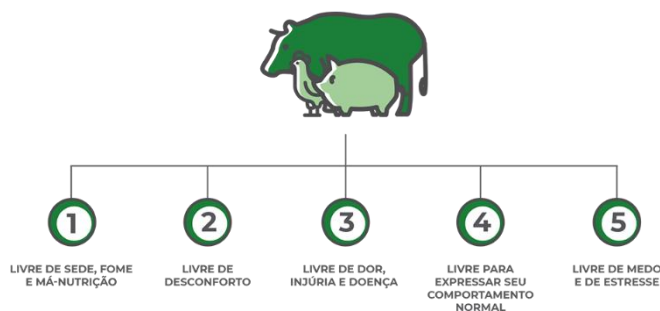 1
LIVRE DE SEDE, FOME
E MÁ-NUTRIÇÃO
2
LIVRE DE
DESCONFORTO
3
LIVRE DE DOR,
INJÚRIA E DOENÇA
4
LIVRE PARA
EXPRESSAR SEU
COMPORTAMENTO
NORMAL
5
LIVRE DE MEDO
E DE ESTRESSE